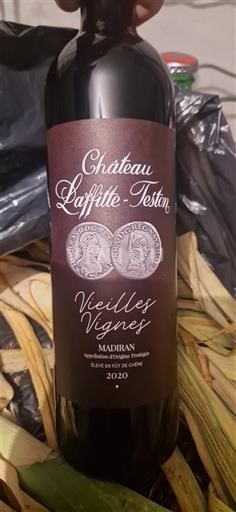 Château
Laffitte-Teston
Vieilles
Vignes
MADIRAN
Appellation d'Origine Protégée
ÉLEVÉ EN FÛT DE CHÊNE
2020